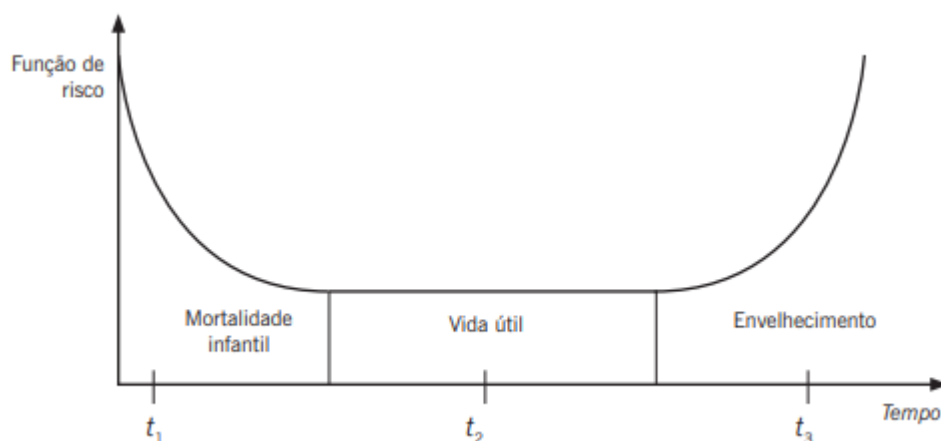 Função de
risco
Mortalidade
infantil
Vida útil
Envelhecimento
Tempo
t₁
t₂
t₃